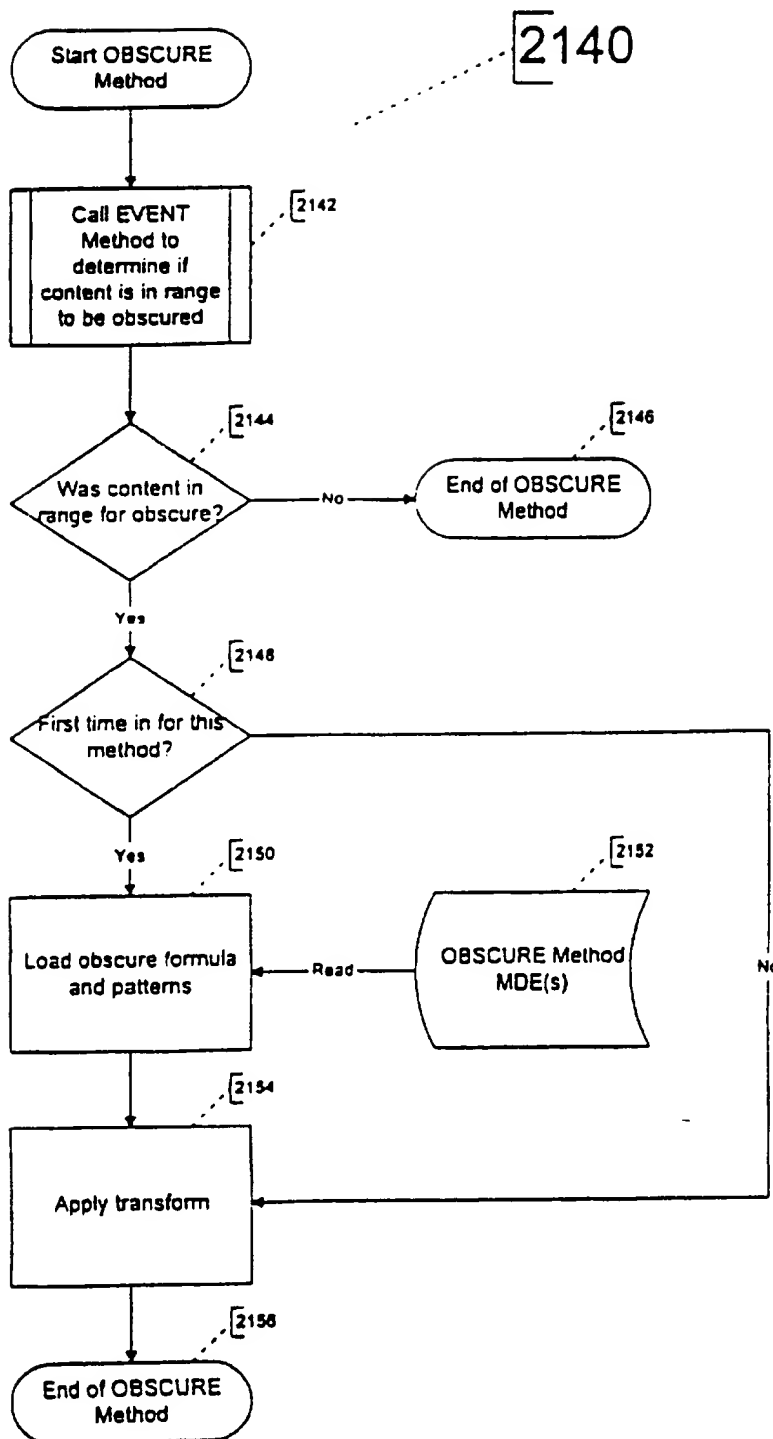 Start OBSCURE
Method
2140
Call EVENT
Method to
determine if
content is in range
to be obscured
2142
2144
Was content in
range for obscure?
No
2146
End of OBSCURE
Method
Yes
2148
First time in for this
method?
Yes
2150
2152
Load obscure formula
and patterns
Read
OBSCURE Method
MDE(s)
No
2154
Apply transform
2156
End of OBSCURE
Method